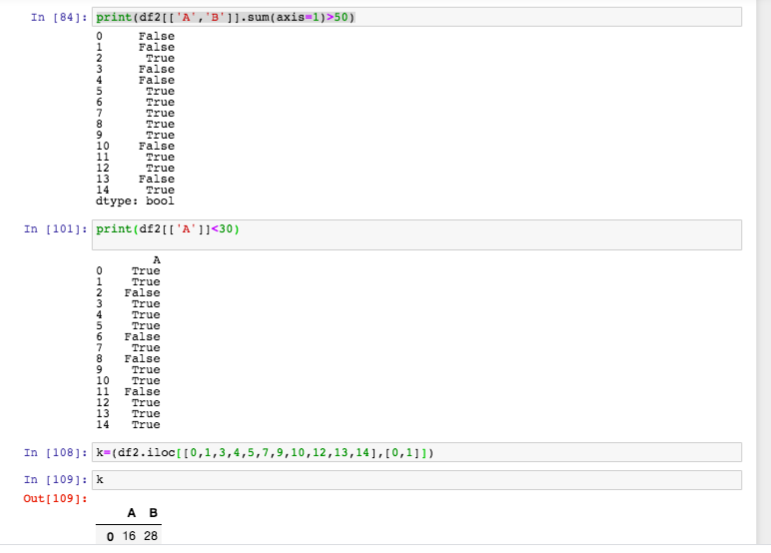 In [84]: print(df2[['A','B']].sum(axis=1)>50)
0 False
1 False
2 True
3 False
4 False
5 True
6 True
7 True
8 True
9 True
10 False
11 True
12 True
13 False
14 True
dtype: bool
In [101]: print(df2[['A']]<30)
A
0 True
1 True
2 False
3 True
4 True
5 True
6 False
7 True
8 False
9 True
10 True
11 False
12 True
13 True
14 True
In [108]: k=(df2.iloc[[0,1,3,4,5,7,9,10,12,13,14],[0,1]])
In [109]: k
Out[109]:
A B
0 16 28